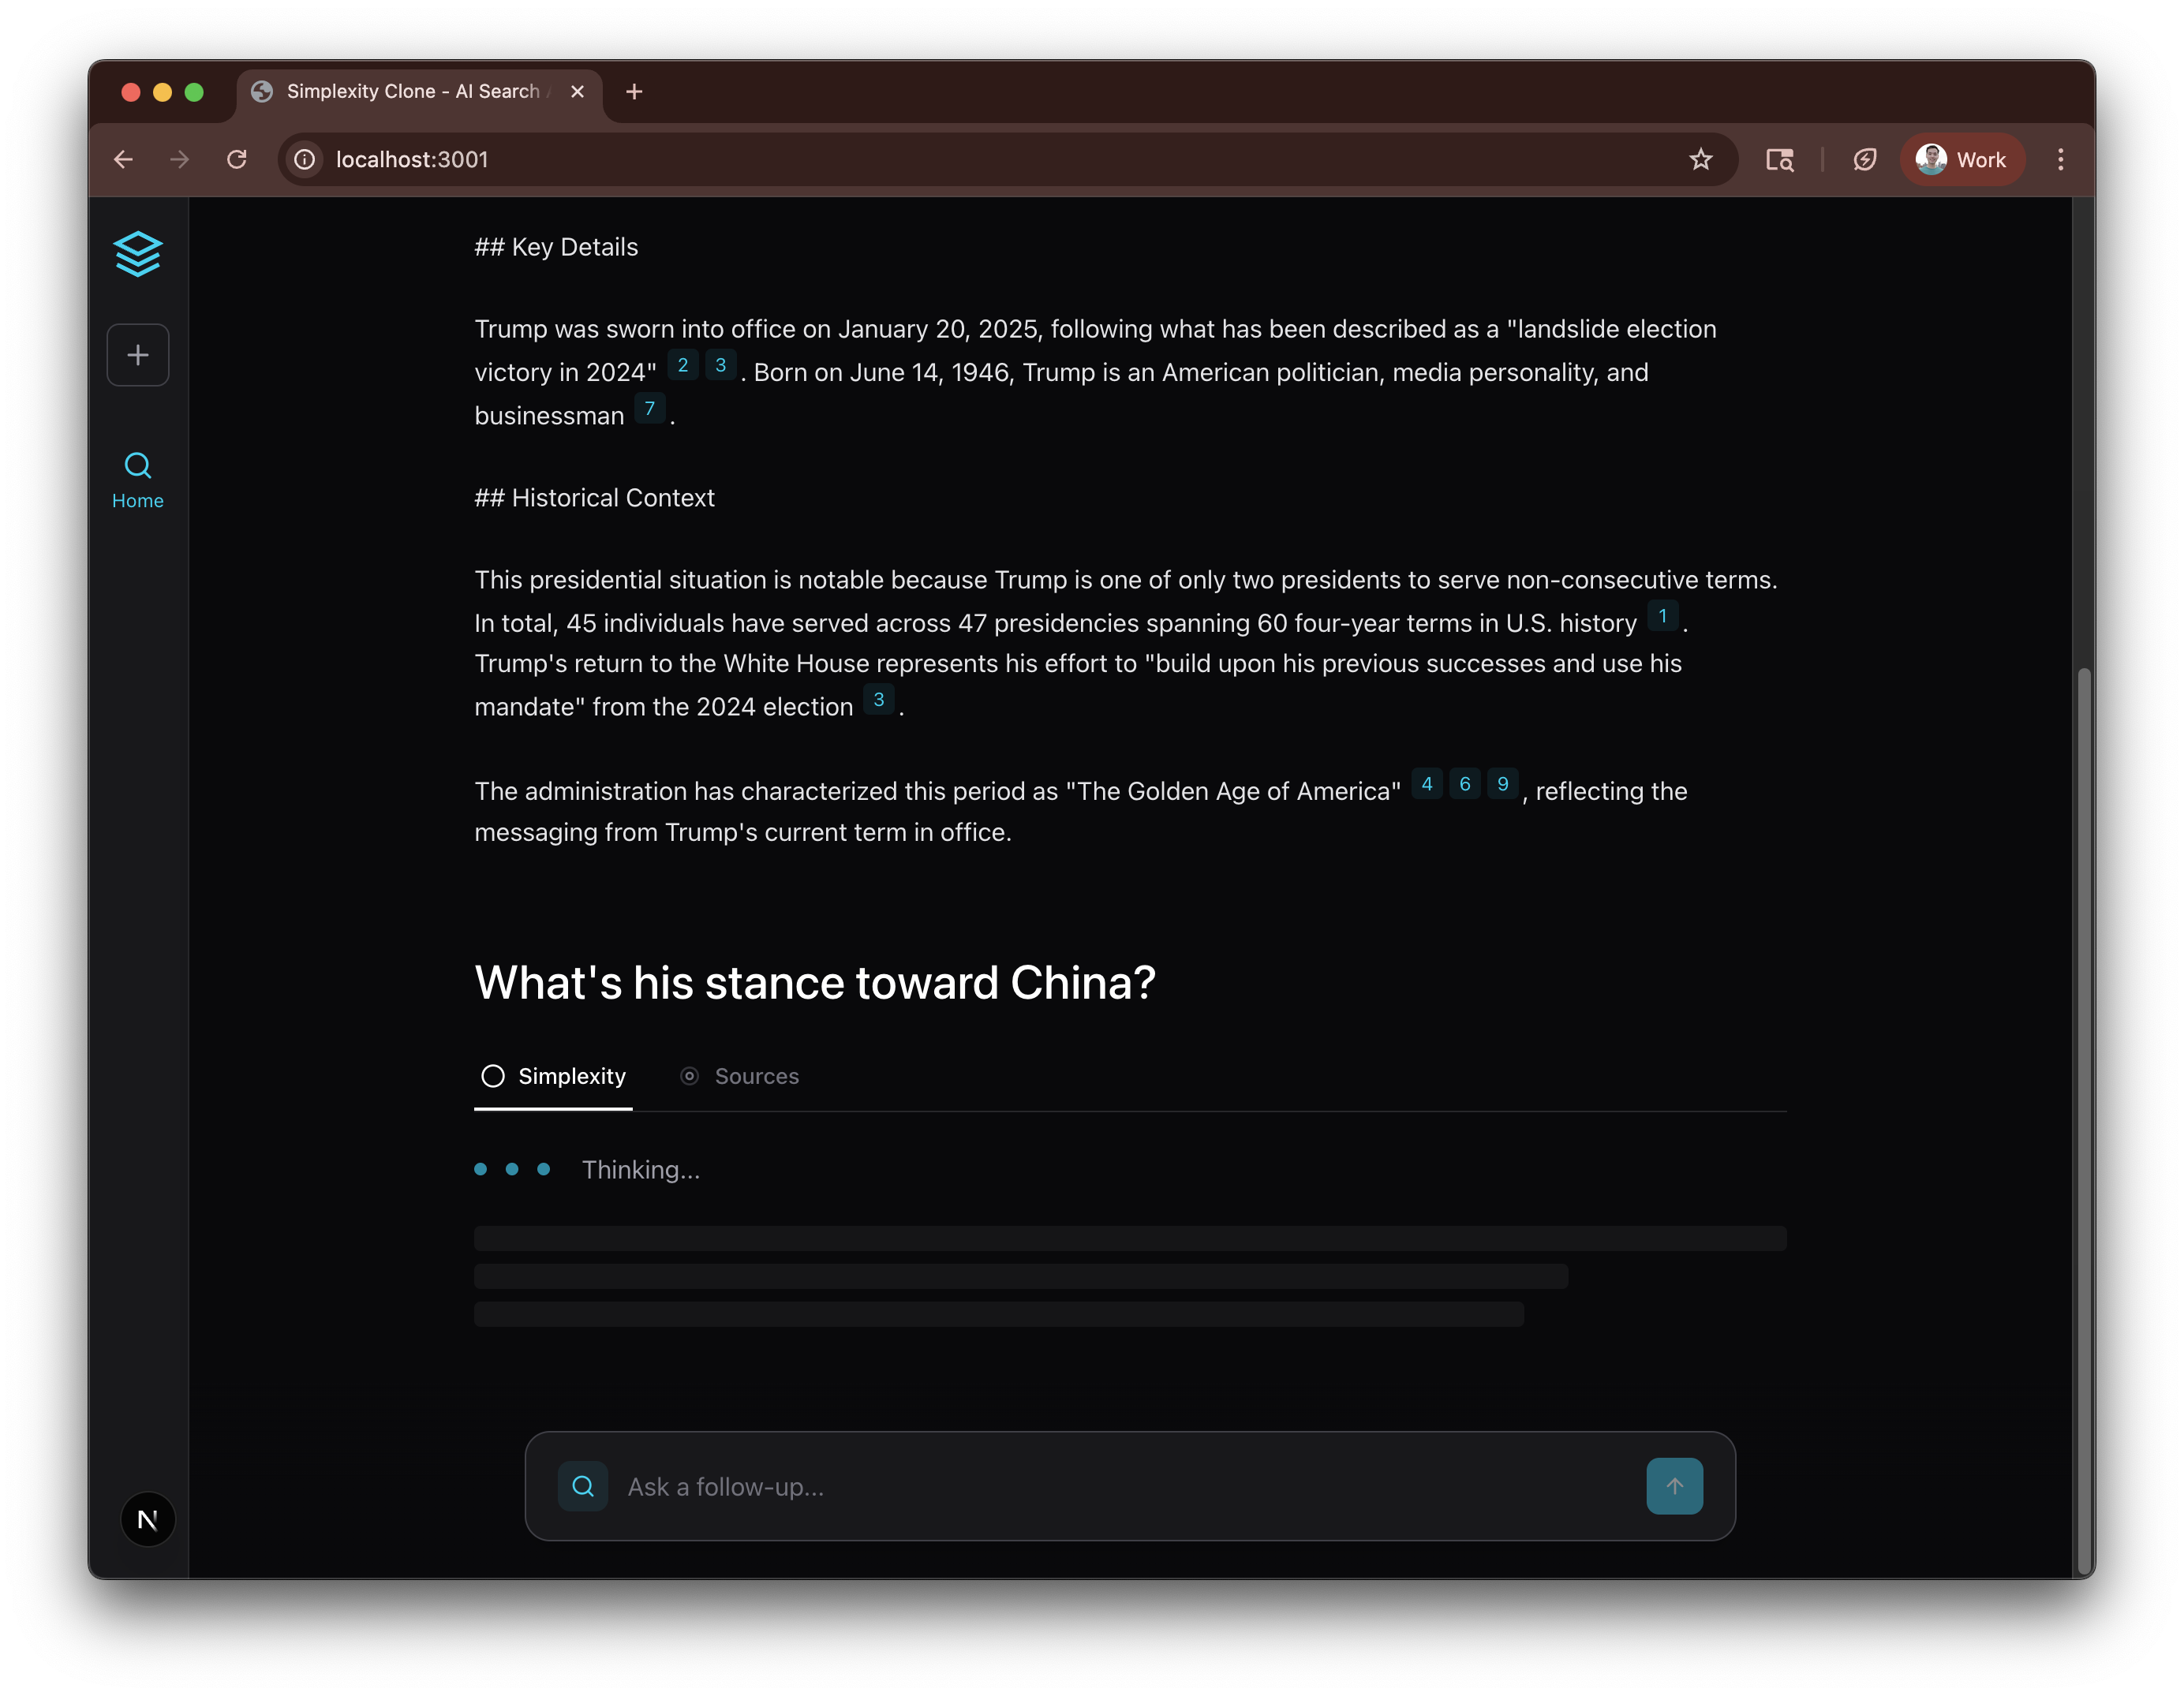 Simplexity Clone - AI Search
localhost:3001
Work
Home
## Key Details
Trump was sworn into office on January 20, 2025, following what has been described as a "landslide election
victory in 2024" 2 3 . Born on June 14, 1946, Trump is an American politician, media personality, and
businessman 7 .
## Historical Context
This presidential situation is notable because Trump is one of only two presidents to serve non-consecutive terms.
In total, 45 individuals have served across 47 presidencies spanning 60 four-year terms in U.S. history 1 .
Trump's return to the White House represents his effort to "build upon his previous successes and use his
mandate" from the 2024 election 3 .
The administration has characterized this period as "The Golden Age of America" 4 6 9 , reflecting the
messaging from Trump's current term in office.
What's his stance toward China?
Simplexity Sources
Thinking...
Ask a follow-up...
N